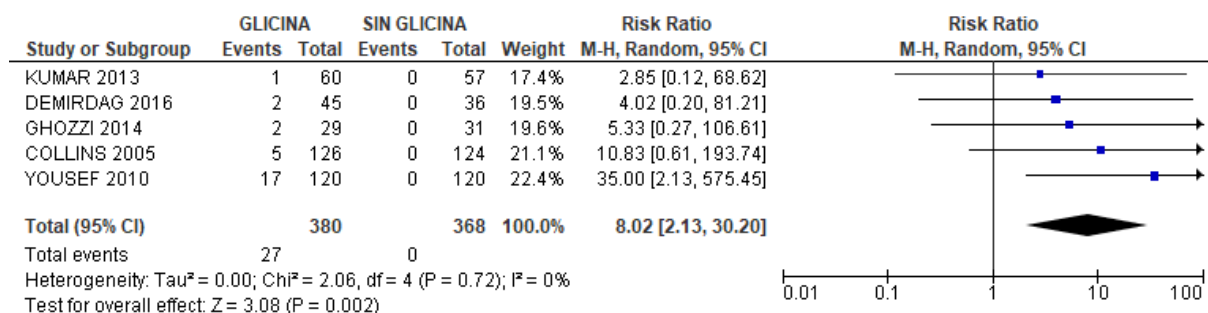 GLICINA SIN GLICINA Risk Ratio Risk Ratio
Study or Subgroup Events Total Events Total Weight M-H, Random, 95% CI M-H, Random, 95% CI
KUMAR 2013 1 60 0 57 17.4% 2.85 [0.12, 68.62]
DEMIRDAG 2016 2 45 0 36 19.5% 4.02 [0.20, 81.21]
GHOZZI 2014 2 29 0 31 19.6% 5.33 [0.27, 106.61]
COLLINS 2005 5 126 0 124 21.1% 10.83 [0.61, 193.74]
YOUSEF 2010 17 120 0 120 22.4% 35.00 [2.13, 575.45]
Total (95% CI) 380 368 100.0% 8.02 [2.13, 30.20]
Total events 27 0
Heterogeneity: Tau² = 0.00; Chi² = 2.06, df = 4 (P = 0.72); I² = 0%
Test for overall effect: Z = 3.08 (P = 0.002)
0.01 0.1 1 10 100